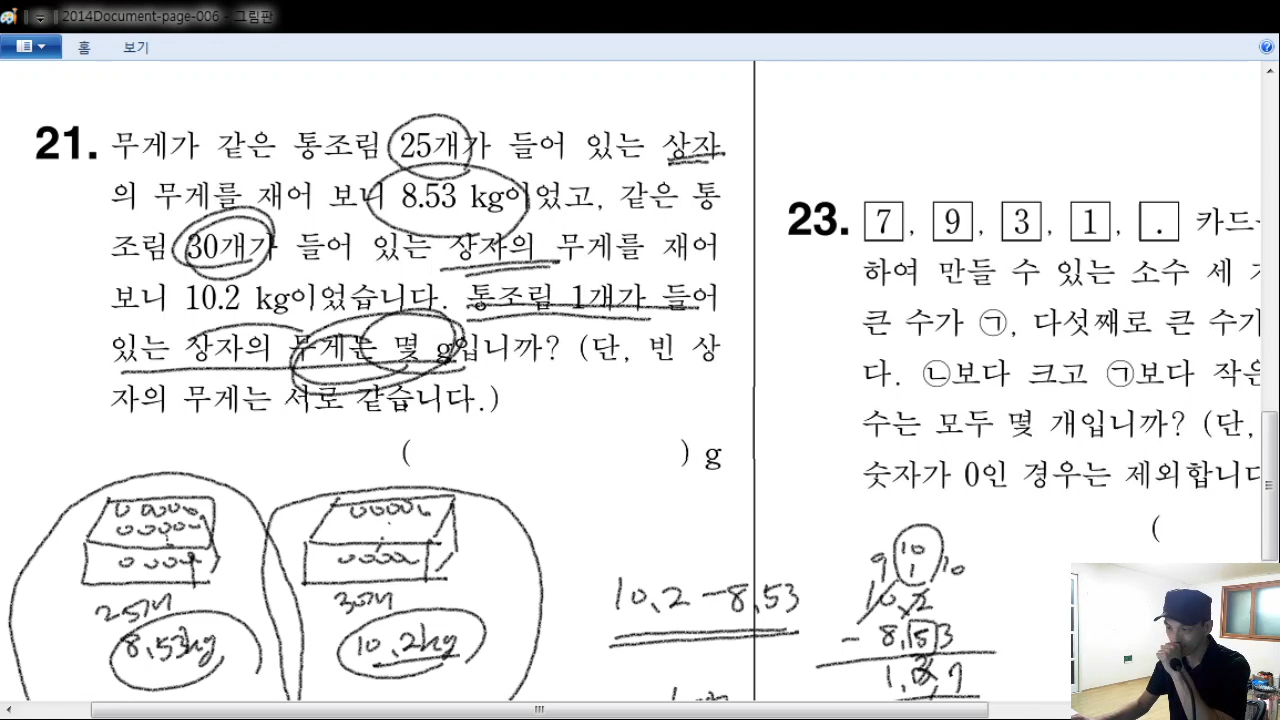 2014Document-page-006 - 그림판
홈 보기
21. 무게가 같은 통조림 25개가 들어 있는 상자
의 무게를 재어 보니 8.53 kg이었고, 같은 통
조림 30개가 들어 있는 상자의 무게를 재어
보니 10.2 kg이었습니다. 통조림 1개가 들어
있는 상자의 무게는 몇 g입니까? (단, 빈 상
자의 무게는 서로 같습니다.)
( ) g
25개
8.53kg
30개
10.2kg
10.2-8.53
23. 7, 9, 3, 1, . 카드
하여 만들 수 있는 소수 세
큰 수가 ㉠, 다섯째로 큰 수가
다. ㉡보다 크고 ㉠보다 작은
수는 모두 몇 개입니까? (단,
숫자가 0인 경우는 제외합니다
(
9 10 10
1
10.2
- 8.53